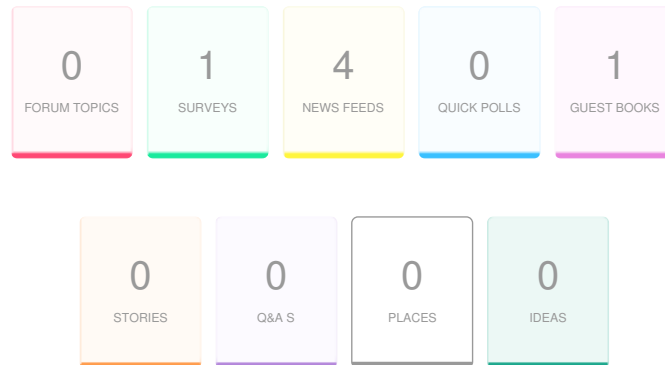 0 1 4 0 1
FORUM TOPICS SURVEYS NEWS FEEDS QUICK POLLS GUEST BOOKS
0 0 0 0
STORIES Q&A S PLACES IDEAS